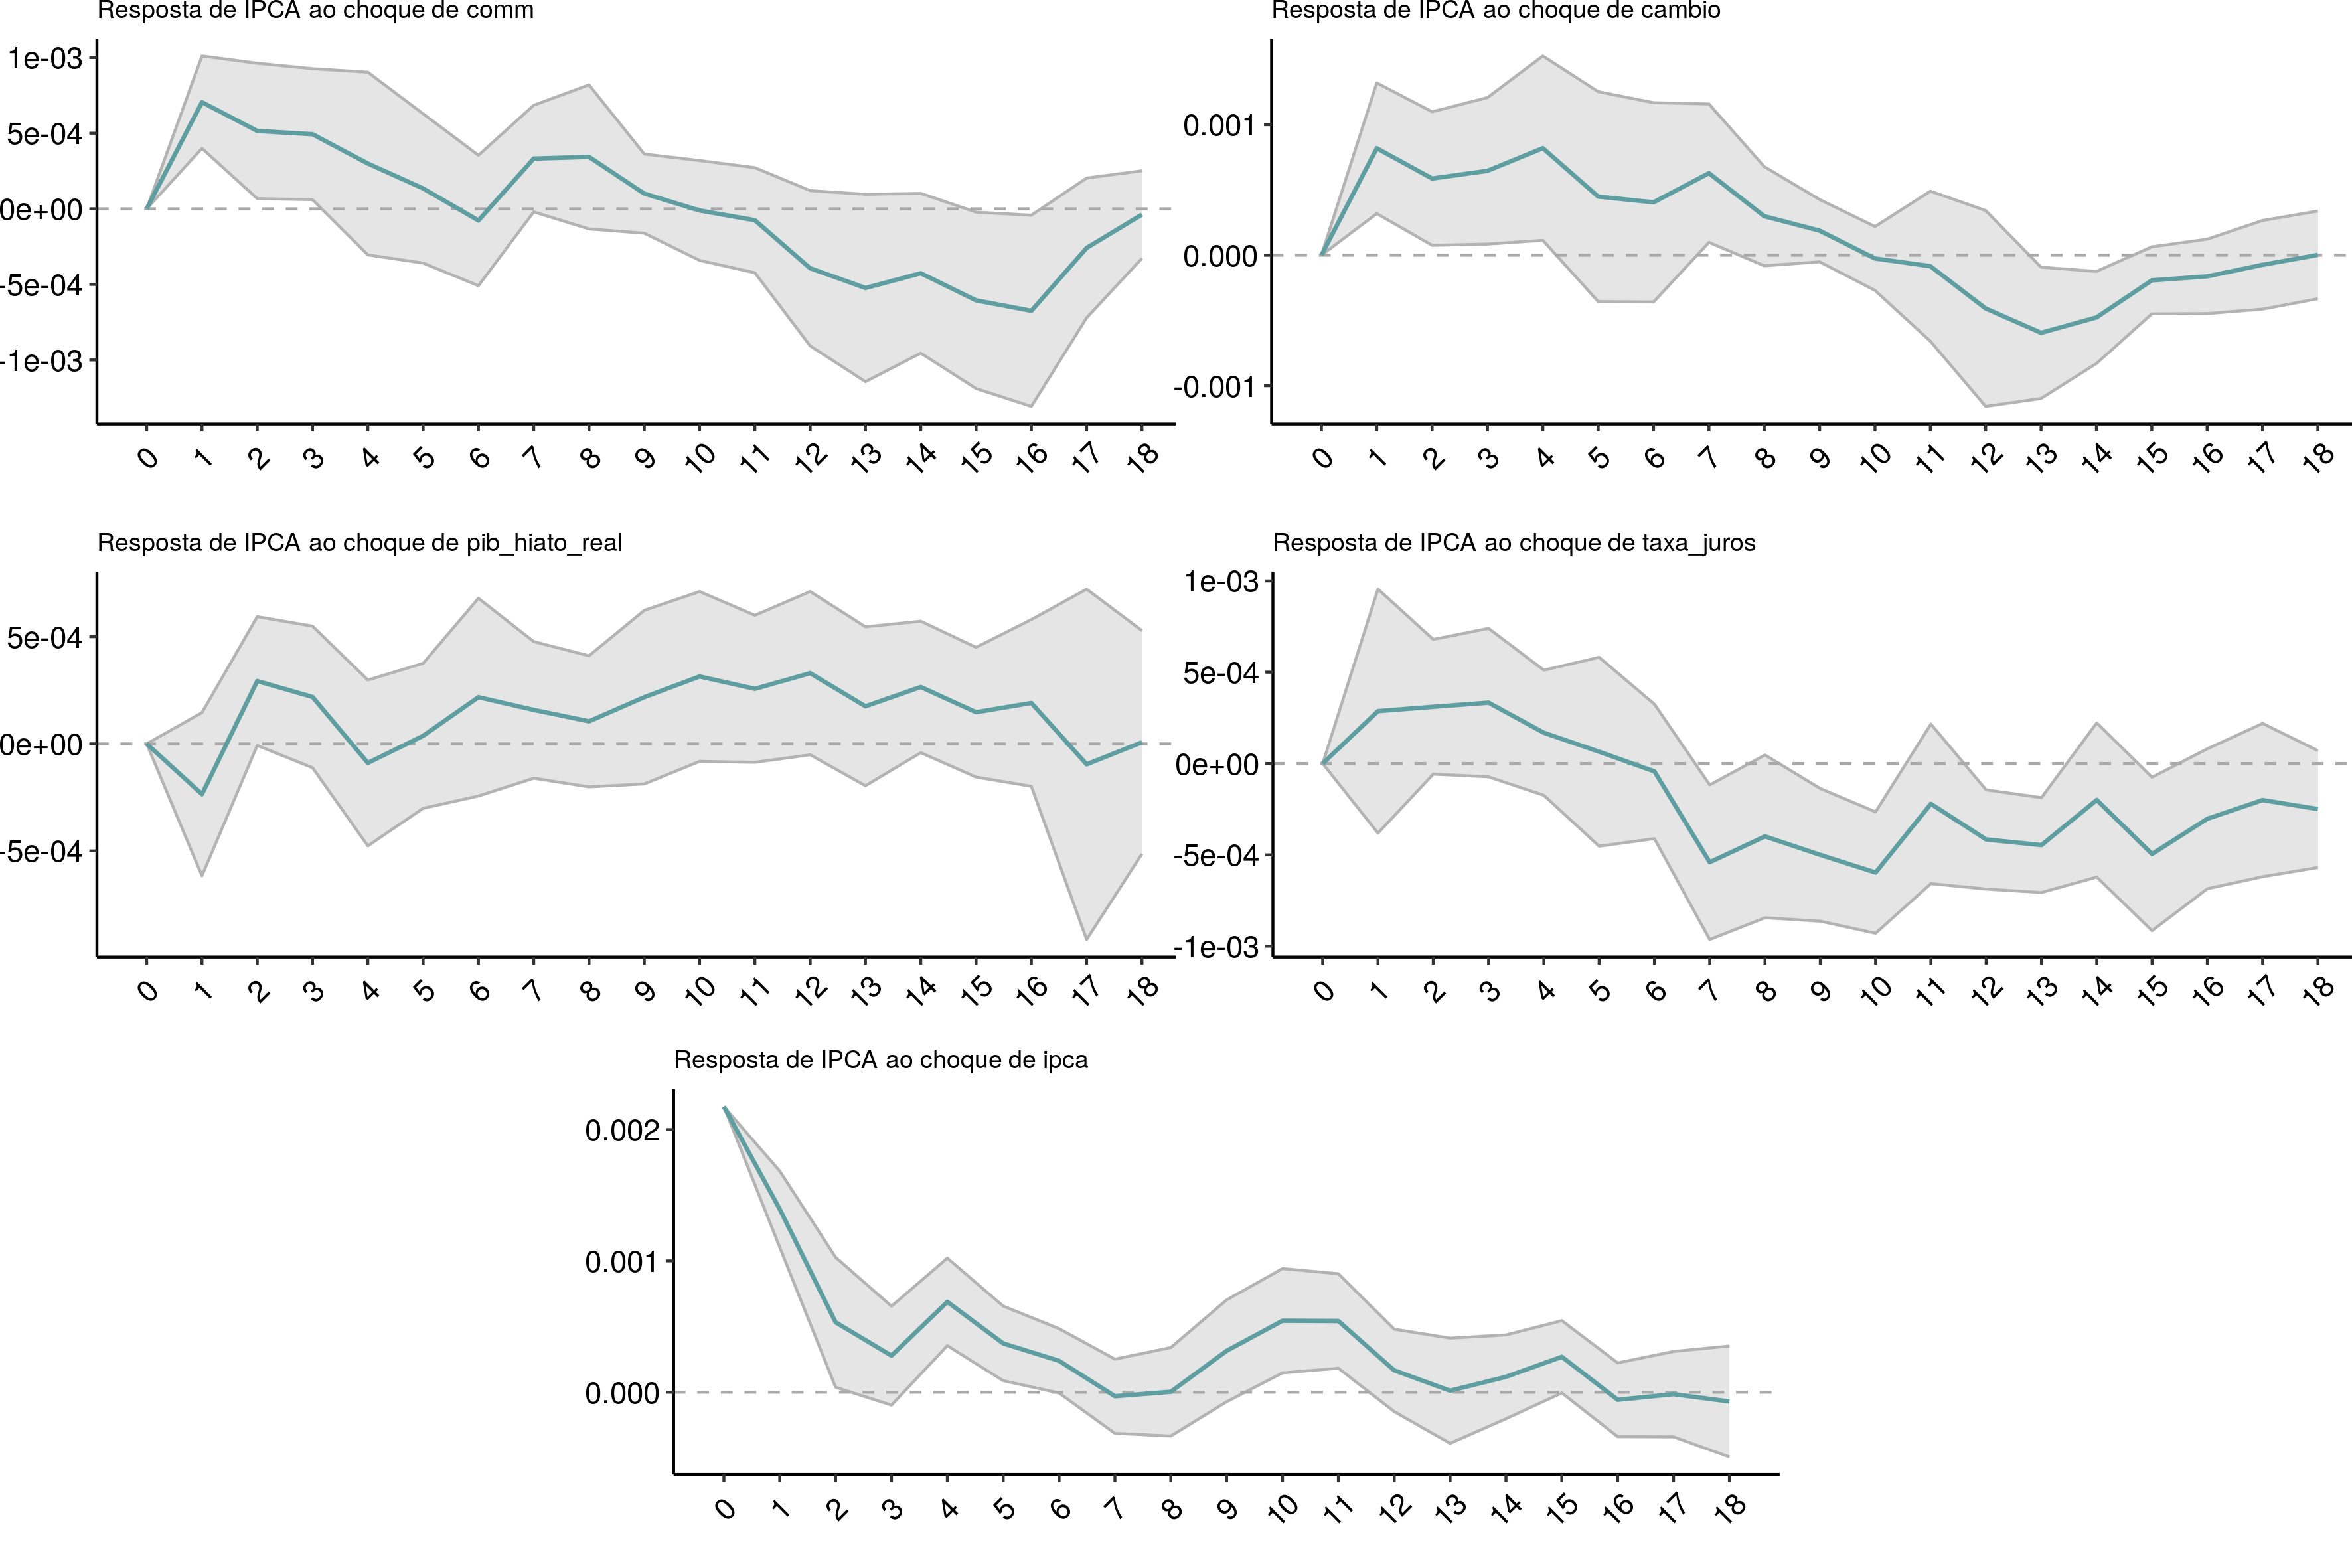 Resposta de IPCA ao choque de comm
1e-03
5e-04
0e+00
-5e-04
-1e-03
0 1 2 3 4 5 6 7 8 9 10 11 12 13 14 15 16 17 18
Resposta de IPCA ao choque de cambio
0.001
0.000
-0.001
0 1 2 3 4 5 6 7 8 9 10 11 12 13 14 15 16 17 18
Resposta de IPCA ao choque de pib_hiato_real
5e-04
0e+00
-5e-04
0 1 2 3 4 5 6 7 8 9 10 11 12 13 14 15 16 17 18
Resposta de IPCA ao choque de taxa_juros
1e-03
5e-04
0e+00
-5e-04
-1e-03
0 1 2 3 4 5 6 7 8 9 10 11 12 13 14 15 16 17 18
Resposta de IPCA ao choque de ipca
0.002
0.001
0.000
0 1 2 3 4 5 6 7 8 9 10 11 12 13 14 15 16 17 18